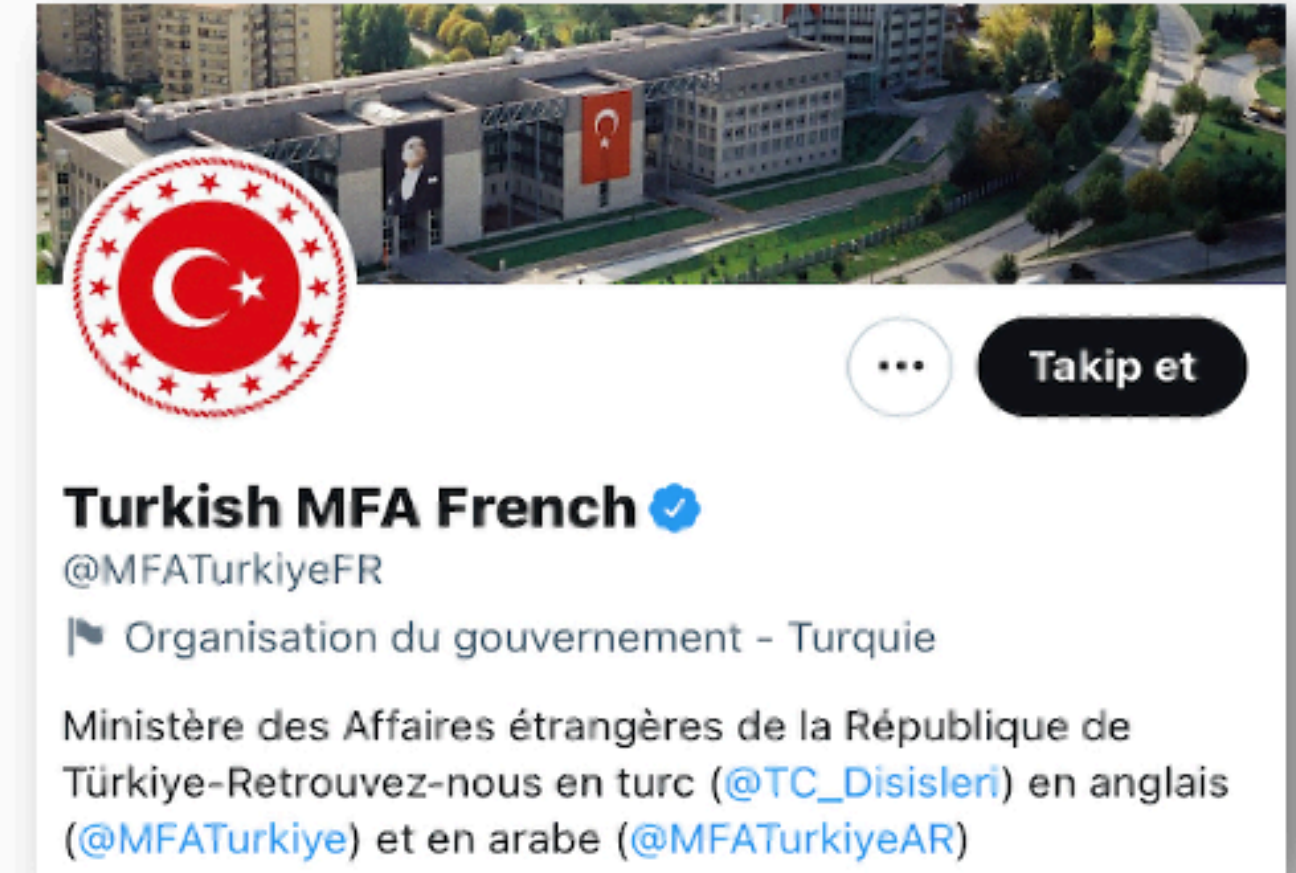 Takip et
Turkish MFA French
@MFATurkiyeFR
Organisation du gouvernement - Turquie
Ministère des Affaires étrangères de la République de
Türkiye-Retrouvez-nous en turc (@TC_Disisleri) en anglais
(@MFATurkiye) et en arabe (@MFATurkiyeAR)